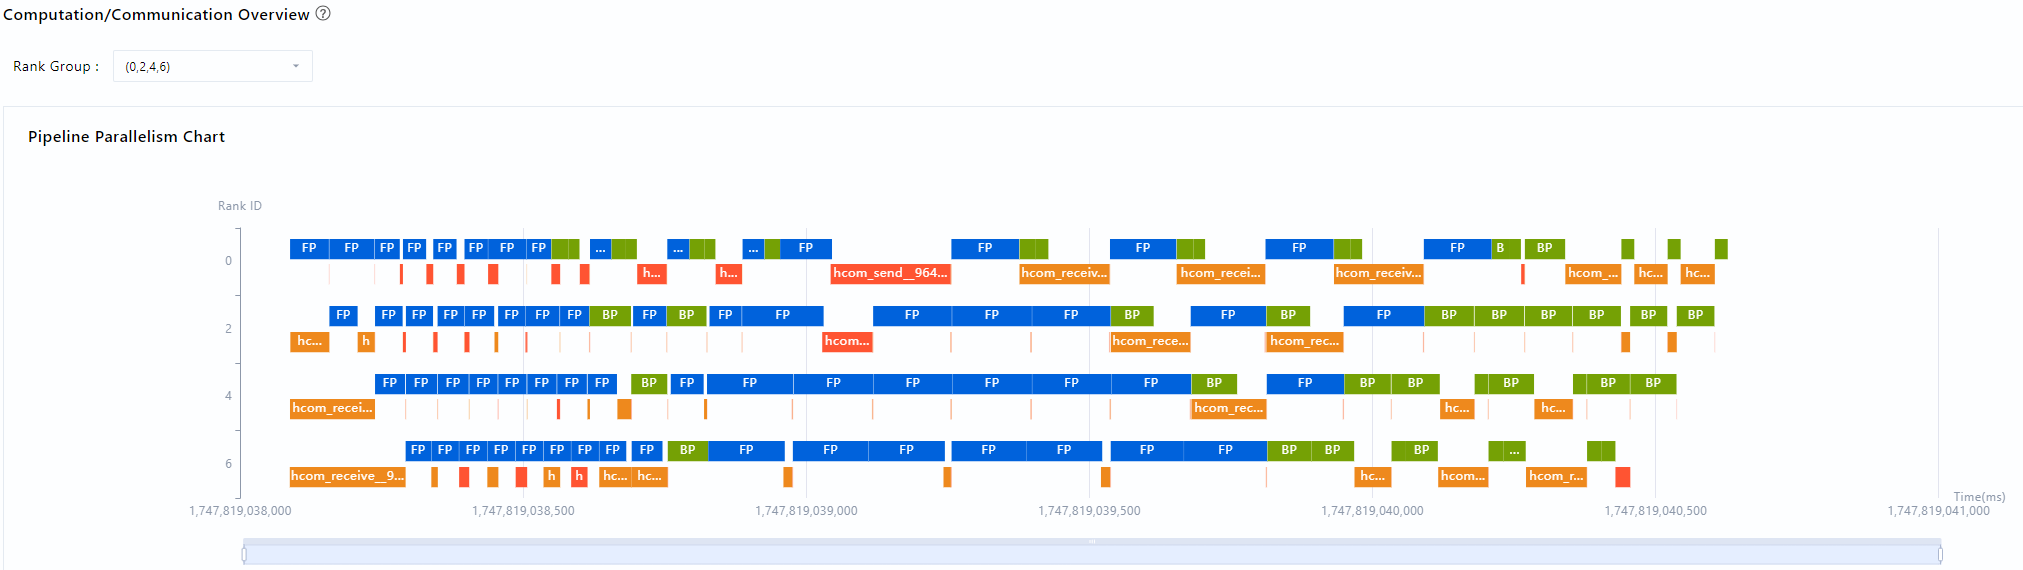 Computation/Communication Overview ?
Rank Group : (0,2,4,6)
Pipeline Parallelism Chart
Rank ID
FP FP FP FP FP FP FP FP ... ... ... FP FP FP FP FP B BP
0
h... h... hcom_send__964... hcom_receiv... hcom_recei... hcom_receiv... hcom_... hc... hc...
FP FP FP FP FP FP FP FP BP FP BP FP FP FP FP FP BP FP BP FP BP BP BP BP BP BP
2
hc... h hcom... hcom_rece... hcom_rec...
FP FP FP FP FP FP FP FP BP FP FP FP FP FP FP FP BP FP BP BP BP BP BP
4
hcom_recei... hcom_rec... hc... hc...
FP FP FP FP FP FP FP FP FP BP FP FP FP FP FP FP FP BP BP BP ...
6
hcom_receive__9... h h hc... hc... hc... hcom... hcom_r...
Time(ms)
1,747,819,038,000 1,747,819,038,500 1,747,819,039,000 1,747,819,039,500 1,747,819,040,000 1,747,819,040,500 1,747,819,041,000